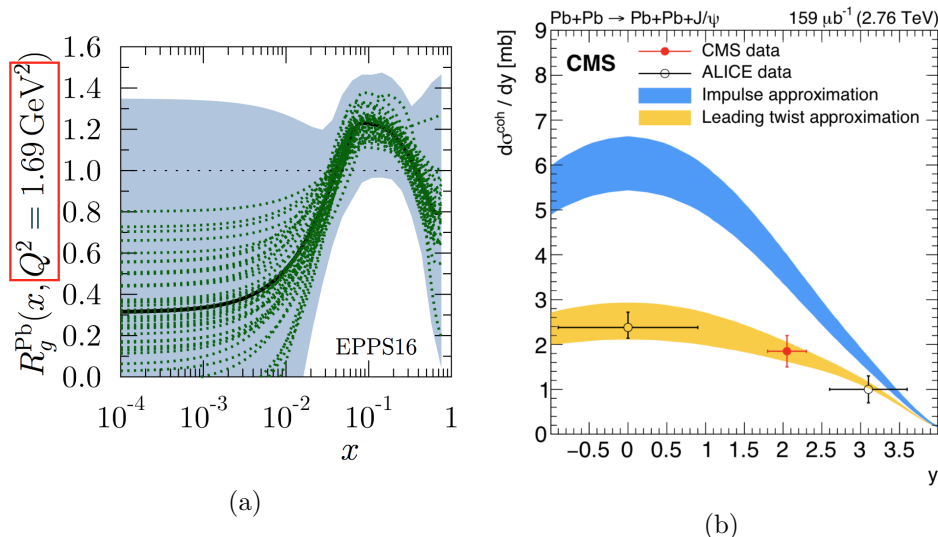 R_g^Pb(x, Q² = 1.69 GeV²)
1.6
1.4
1.2
1.0
0.8
0.6
0.4
0.2
0.0
EPPS16
10⁻⁴ 10⁻³ 10⁻² 10⁻¹ 1
x
(a)
Pb+Pb → Pb+Pb+J/ψ 159 μb⁻¹ (2.76 TeV)
dσ^coh / dy [mb]
9
8
7
6
5
4
3
2
1
0
CMS
CMS data
ALICE data
Impulse approximation
Leading twist approximation
−0.5 0 0.5 1 1.5 2 2.5 3 3.5
y
(b)